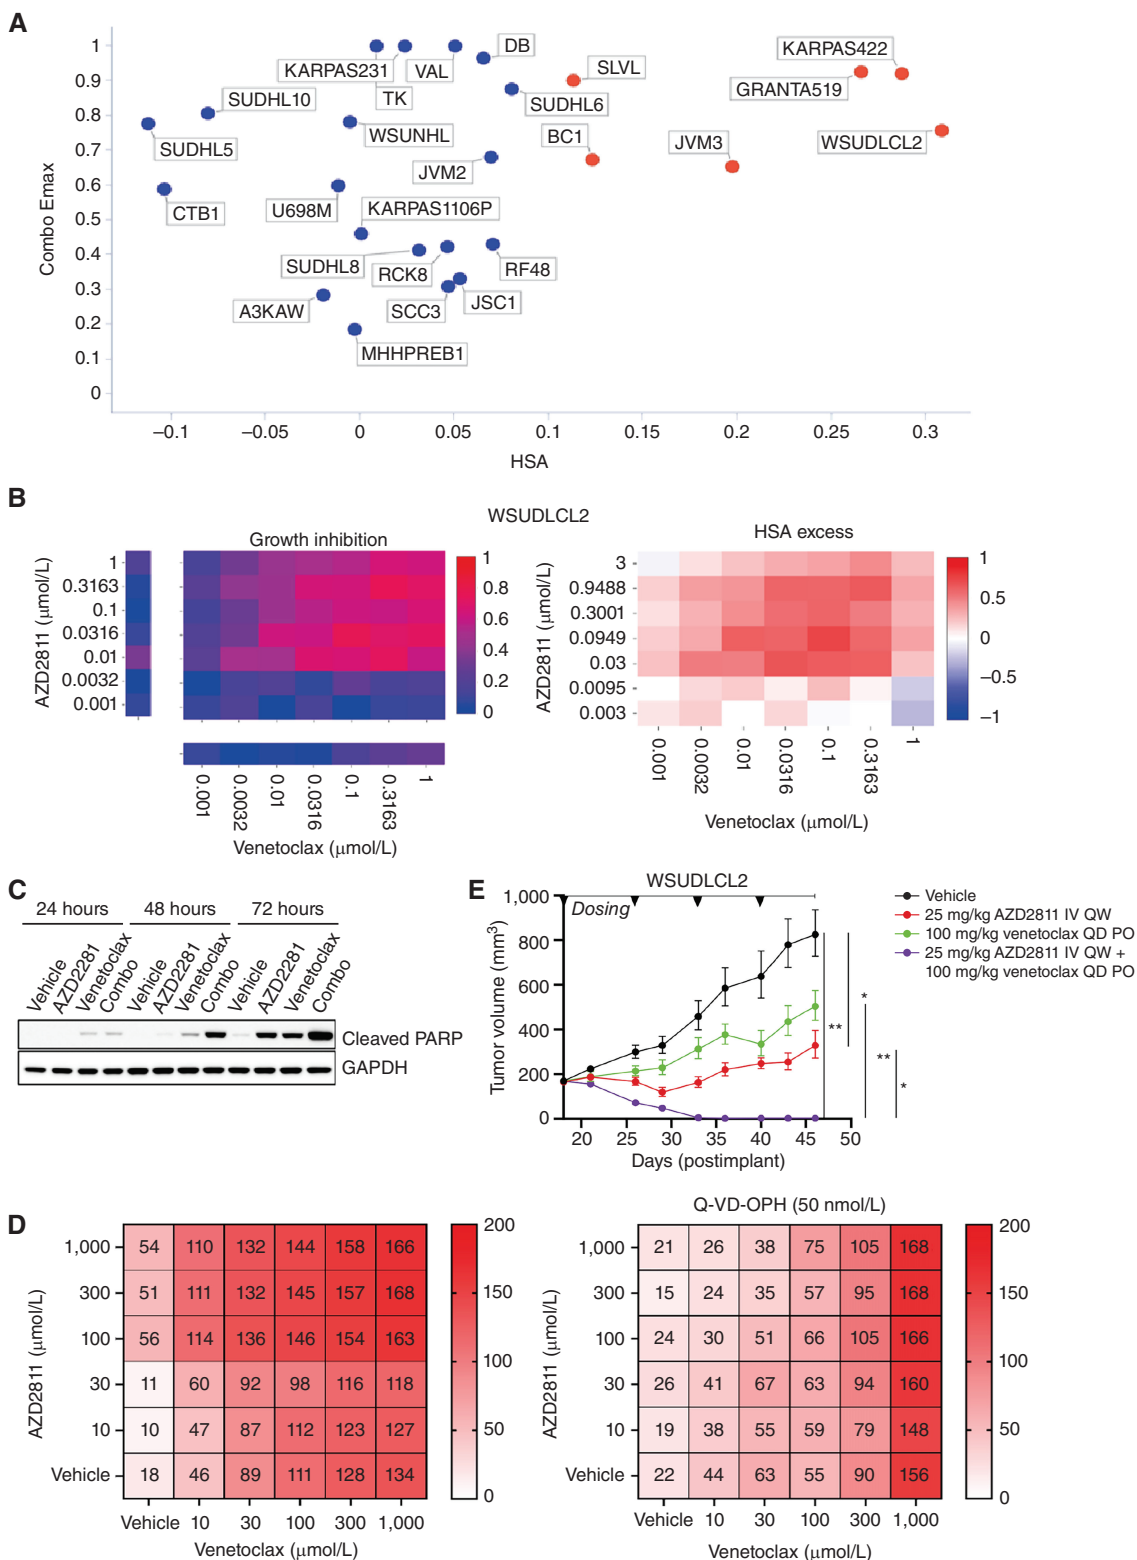 A
Combo Emax
1
0.9
0.8
0.7
0.6
0.5
0.4
0.3
0.2
0.1
0
KARPAS422
DB
SLVL
KARPAS231
VAL
GRANTA519
TK
SUDHL10
SUDHL6
WSUNHL
BC1
JVM3
WSUDLCL2
SUDHL5
JVM2
CTB1
U698M
KARPAS1106P
SUDHL8
RCK8
RF48
A3KAW
SCC3
JSC1
MHHPREB1
−0.1 −0.05 0 0.05 0.1 0.15 0.2 0.25 0.3
HSA
B
WSUDLCL2
Growth inhibition
AZD2811 (μmol/L)
1
0.3163
0.1
0.0316
0.01
0.0032
0.001
1
0.8
0.6
0.4
0.2
0
0.001 0.0032 0.01 0.0316 0.1 0.3163 1
Venetoclax (μmol/L)
HSA excess
AZD2811 (μmol/L)
3
0.9488
0.3001
0.0949
0.03
0.0095
0.003
1
0.5
0
−0.5
−1
0.001 0.0032 0.01 0.0316 0.1 0.3163 1
Venetoclax (μmol/L)
C
24 hours 48 hours 72 hours
Vehicle AZD2281 Venetoclax Combo Vehicle AZD2281 Venetoclax Combo Vehicle AZD2281 Venetoclax Combo
Cleaved PARP
GAPDH
E
WSUDLCL2
Dosing
Tumor volume (mm3)
1,000
800
600
400
200
0
20 25 30 35 40 45 50
Days (postimplant)
Vehicle
25 mg/kg AZD2811 IV QW
100 mg/kg venetoclax QD PO
25 mg/kg AZD2811 IV QW +
100 mg/kg venetoclax QD PO
** * ** *
D
AZD2811 (μmol/L)
1,000 54 110 132 144 158 166
300 51 111 132 145 157 168
100 56 114 136 146 154 163
30 11 60 92 98 116 118
10 10 47 87 112 123 127
Vehicle 18 46 89 111 128 134
Vehicle 10 30 100 300 1,000
Venetoclax (μmol/L)
200
150
100
50
0
Q-VD-OPH (50 nmol/L)
AZD2811 (μmol/L)
1,000 21 26 38 75 105 168
300 15 24 35 57 95 168
100 24 30 51 66 105 166
30 26 41 67 63 94 160
10 19 38 55 59 79 148
Vehicle 22 44 63 55 90 156
Vehicle 10 30 100 300 1,000
Venetoclax (μmol/L)
200
150
100
50
0